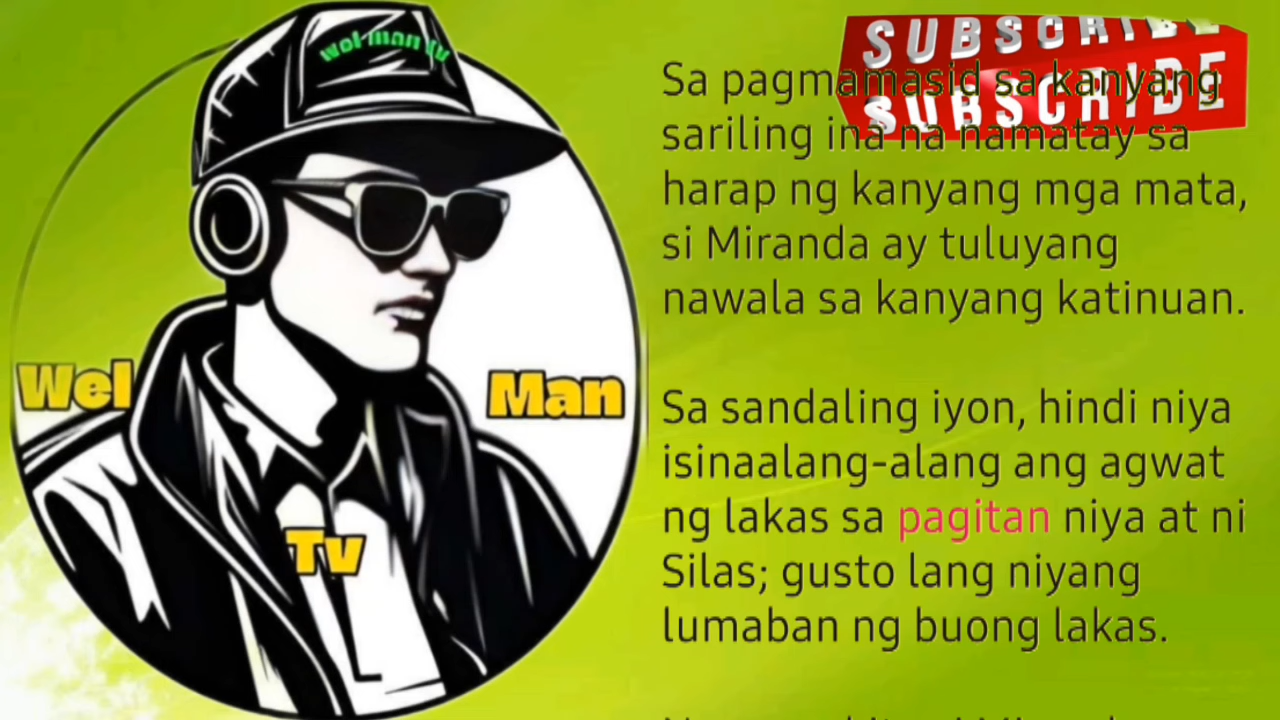 wel man tv
Wel
Man
Tv
SUBSCRIBE
SUBSCRIBE
Sa pagmamasid sa kanyang
sariling ina na namatay sa
harap ng kanyang mga mata,
si Miranda ay tuluyang
nawala sa kanyang katinuan.
Sa sandaling iyon, hindi niya
isinaalang-alang ang agwat
ng lakas sa pagitan niya at ni
Silas; gusto lang niyang
lumaban ng buong lakas.